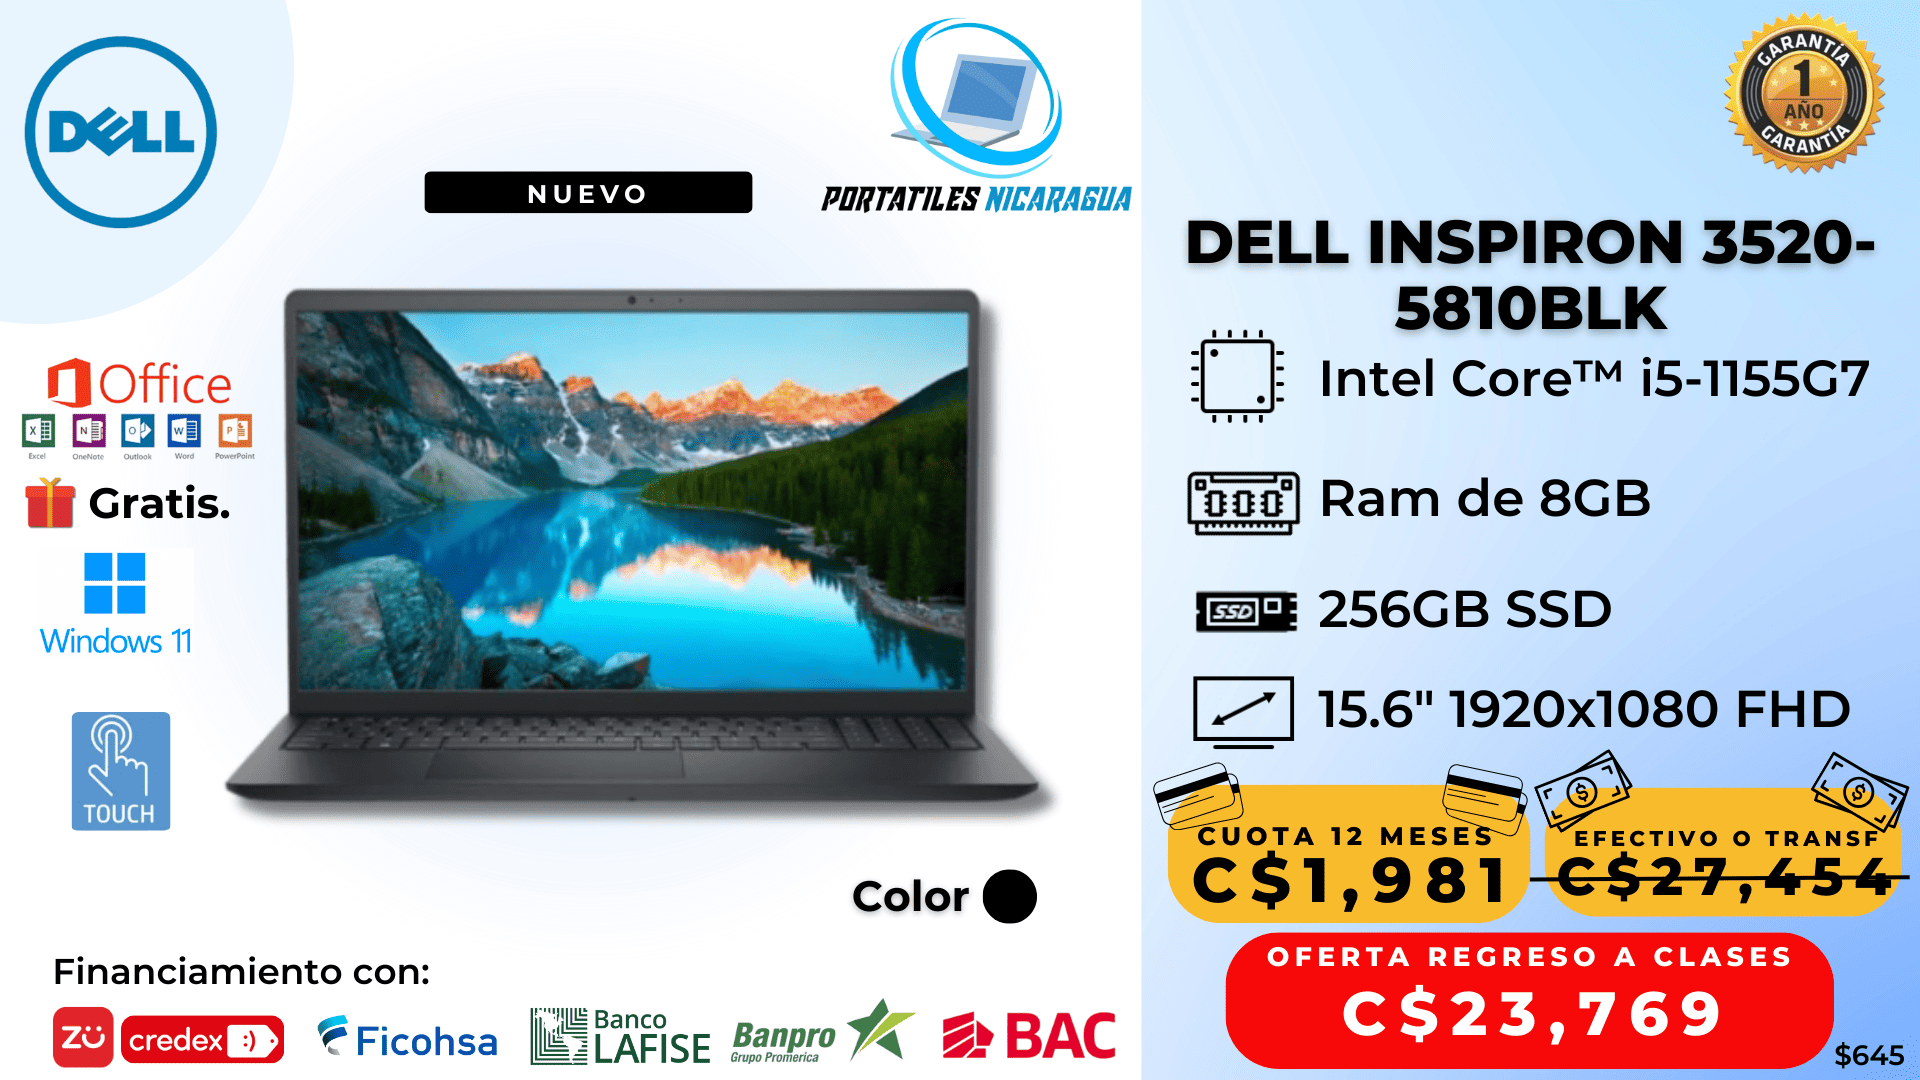 DELL
NUEVO
PORTATILES NICARAGUA
GARANTÍA
1
AÑO
GARANTÍA
DELL INSPIRON 3520-
5810BLK
Intel Core™ i5-1155G7
Ram de 8GB
SSD
256GB SSD
15.6" 1920x1080 FHD
Office
Excel OneNote Outlook Word PowerPoint
Gratis.
Windows 11
TOUCH
Color
Financiamiento con:
zü
credex :)
Ficohsa
Banco
LAFISE
Banpro
Grupo Promerica
BAC
CUOTA 12 MESES
C$1,981
EFECTIVO O TRANSF
C$27,454
OFERTA REGRESO A CLASES
C$23,769
$645